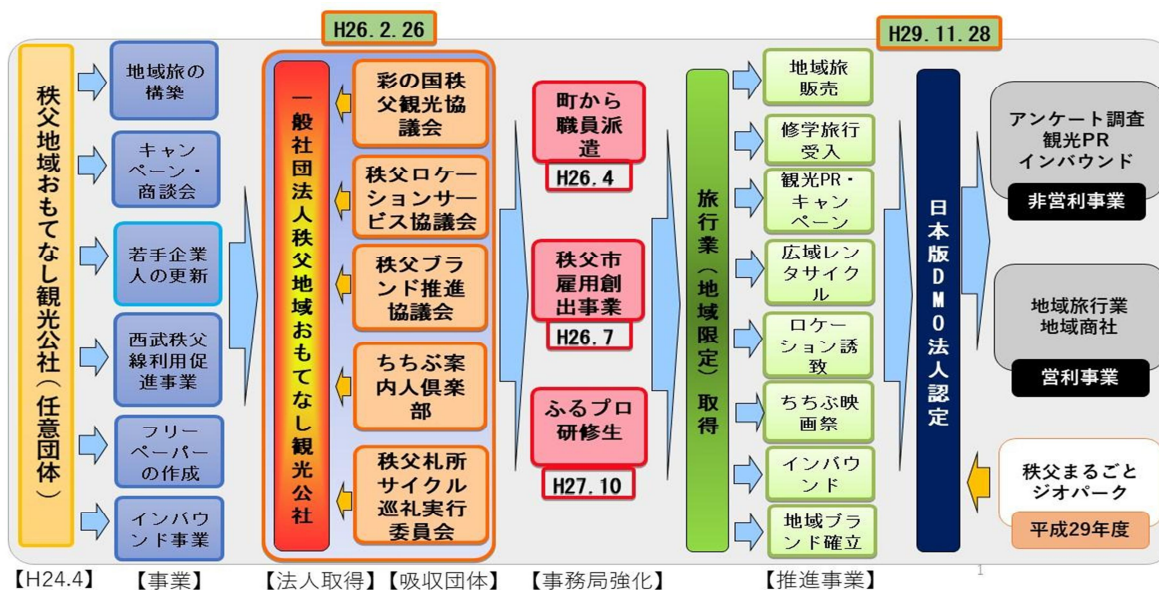 H26.2.26
H29.11.28
秩父地域おもてなし観光公社(任意団体)
地域旅の
構築
キャン
ペーン・
商談会
若手企業
人の更新
西武秩父
線利用促
進事業
フリー
ペーパー
の作成
インバウ
ンド事業
一般社団法人秩父地域おもてなし観光公社
彩の国秩
父観光協
議会
秩父ロケー
ションサー
ビス協議会
秩父ブラ
ンド推進
協議会
ちちぶ案
内人倶楽
部
秩父札所
サイクル
巡礼実行
委員会
町から
職員派
遣
H26.4
秩父市
雇用創
出事業
H26.7
ふるプロ
研修生
H27.10
旅行業(地域限定)取得
地域旅
販売
修学旅行
受入
観光PR・
キャン
ペーン
広域レン
タサイク
ル
ロケー
ション誘
致
ちちぶ映
画祭
インバウ
ンド
地域ブラ
ンド確立
日本版DMO法人認定
アンケート調査
観光PR
インバウンド
非営利事業
地域旅行業
地域商社
営利事業
秩父まるごと
ジオパーク
平成29年度
【H24.4】 【事業】 【法人取得】【吸収団体】 【事務局強化】 【推進事業】
1